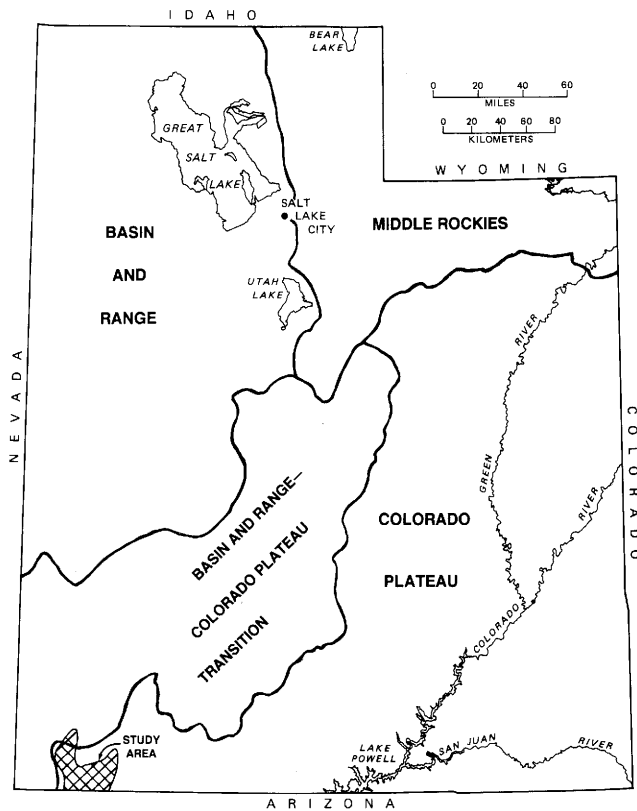 IDAHO
BEAR
LAKE
0 20 40 60
MILES
0 20 40 60 80
KILOMETERS
GREAT
SALT
LAKE
WYOMING
SALT
LAKE
CITY
MIDDLE ROCKIES
BASIN
AND
RANGE
UTAH
LAKE
RIVER
NEVADA
COLORADO
GREEN
RIVER
BASIN AND RANGE—
COLORADO PLATEAU
TRANSITION
COLORADO
PLATEAU
COLORADO
STUDY
AREA
LAKE
POWELL
SAN JUAN
RIVER
ARIZONA